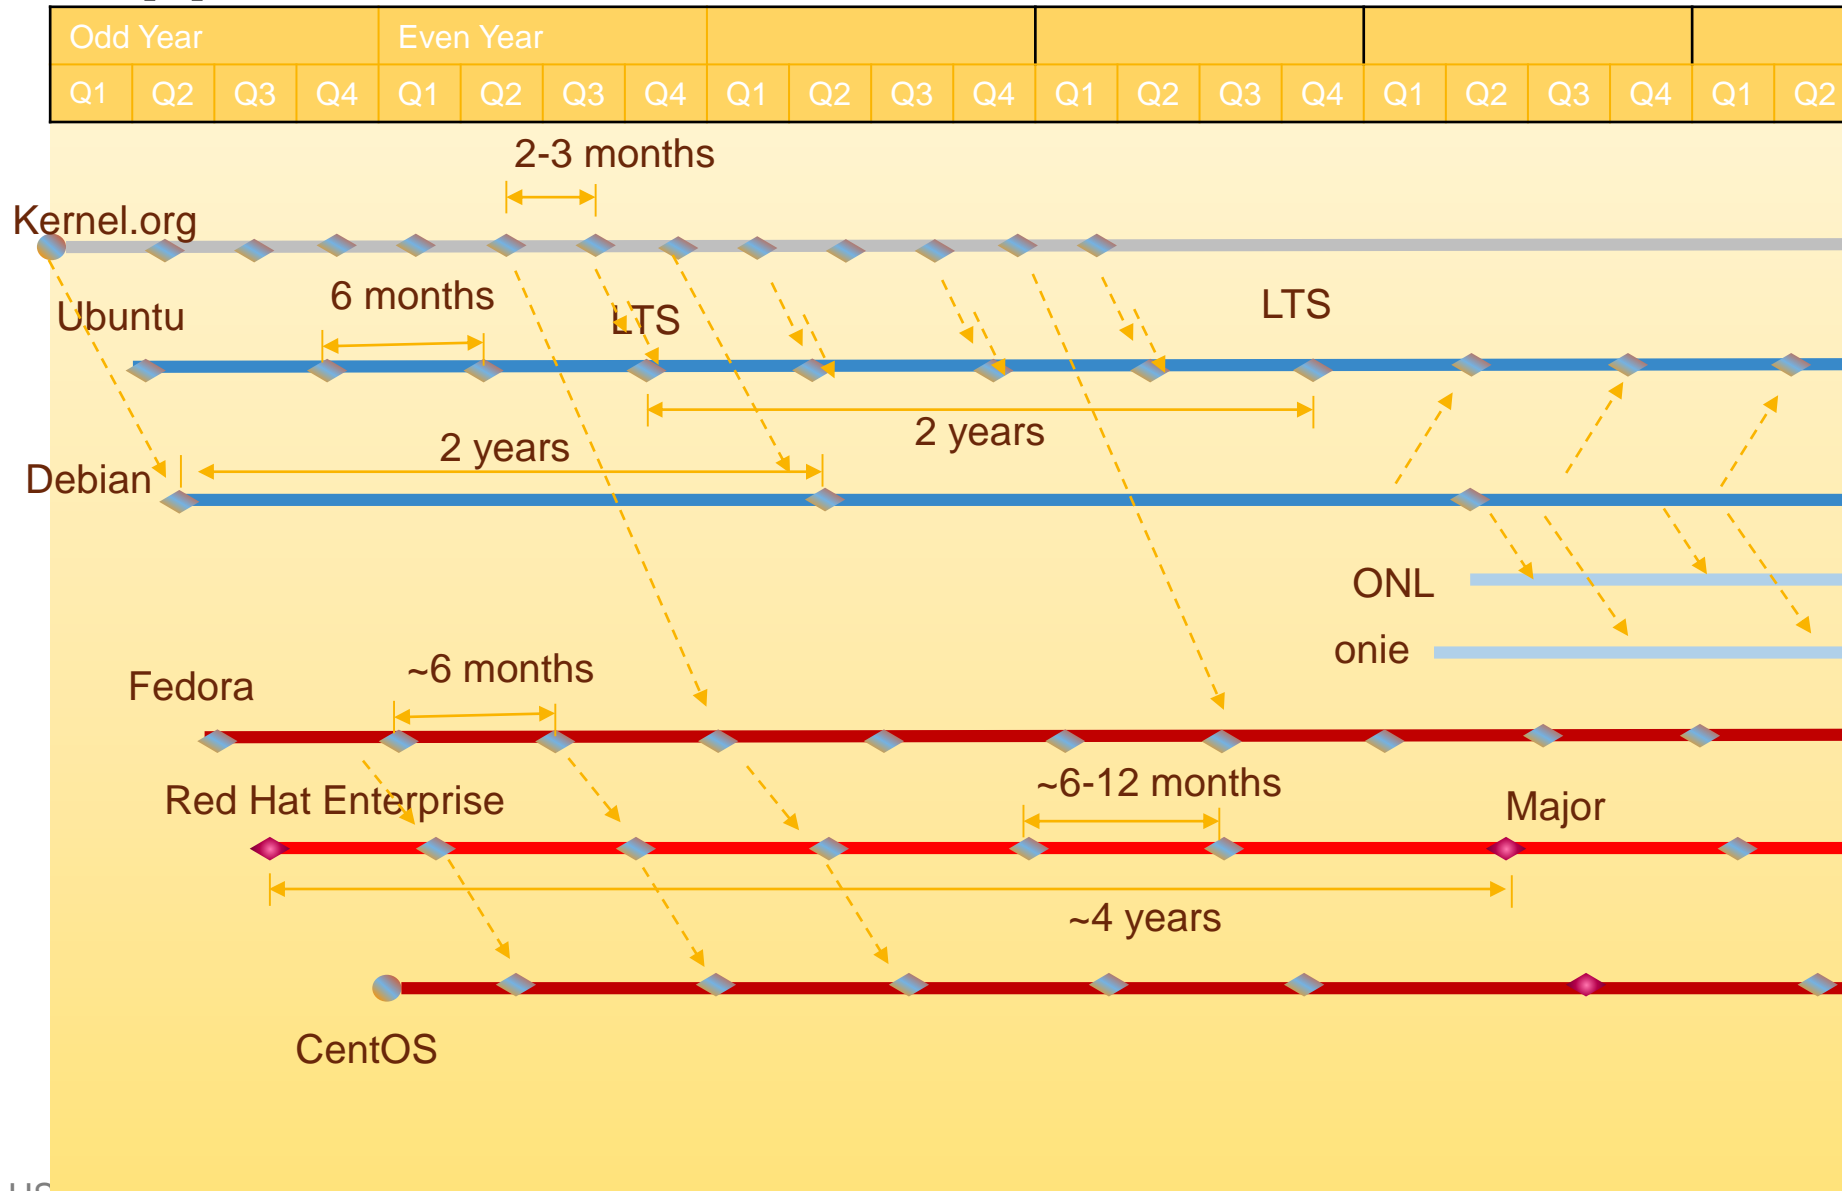 Odd Year Even Year
Q1 Q2 Q3 Q4 Q1 Q2 Q3 Q4 Q1 Q2 Q3 Q4 Q1 Q2 Q3 Q4 Q1 Q2 Q3 Q4 Q1 Q2
2-3 months
Kernel.org
6 months
Ubuntu
LTS
LTS
2 years
2 years
Debian
ONL
onie
~6 months
Fedora
~6-12 months
Red Hat Enterprise
Major
~4 years
CentOS